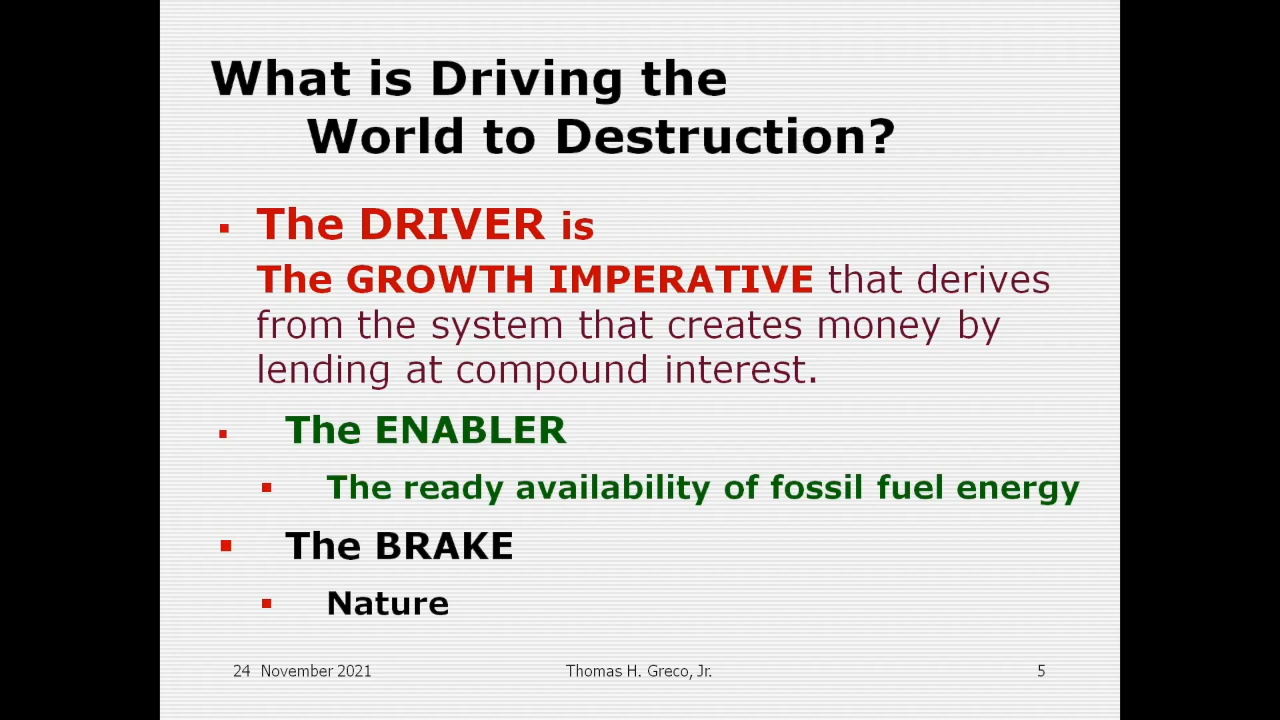 What is Driving the
World to Destruction?
▪ The DRIVER is
The GROWTH IMPERATIVE that derives
from the system that creates money by
lending at compound interest.
▪ The ENABLER
▪ The ready availability of fossil fuel energy
▪ The BRAKE
▪ Nature
24 November 2021 Thomas H. Greco, Jr. 5